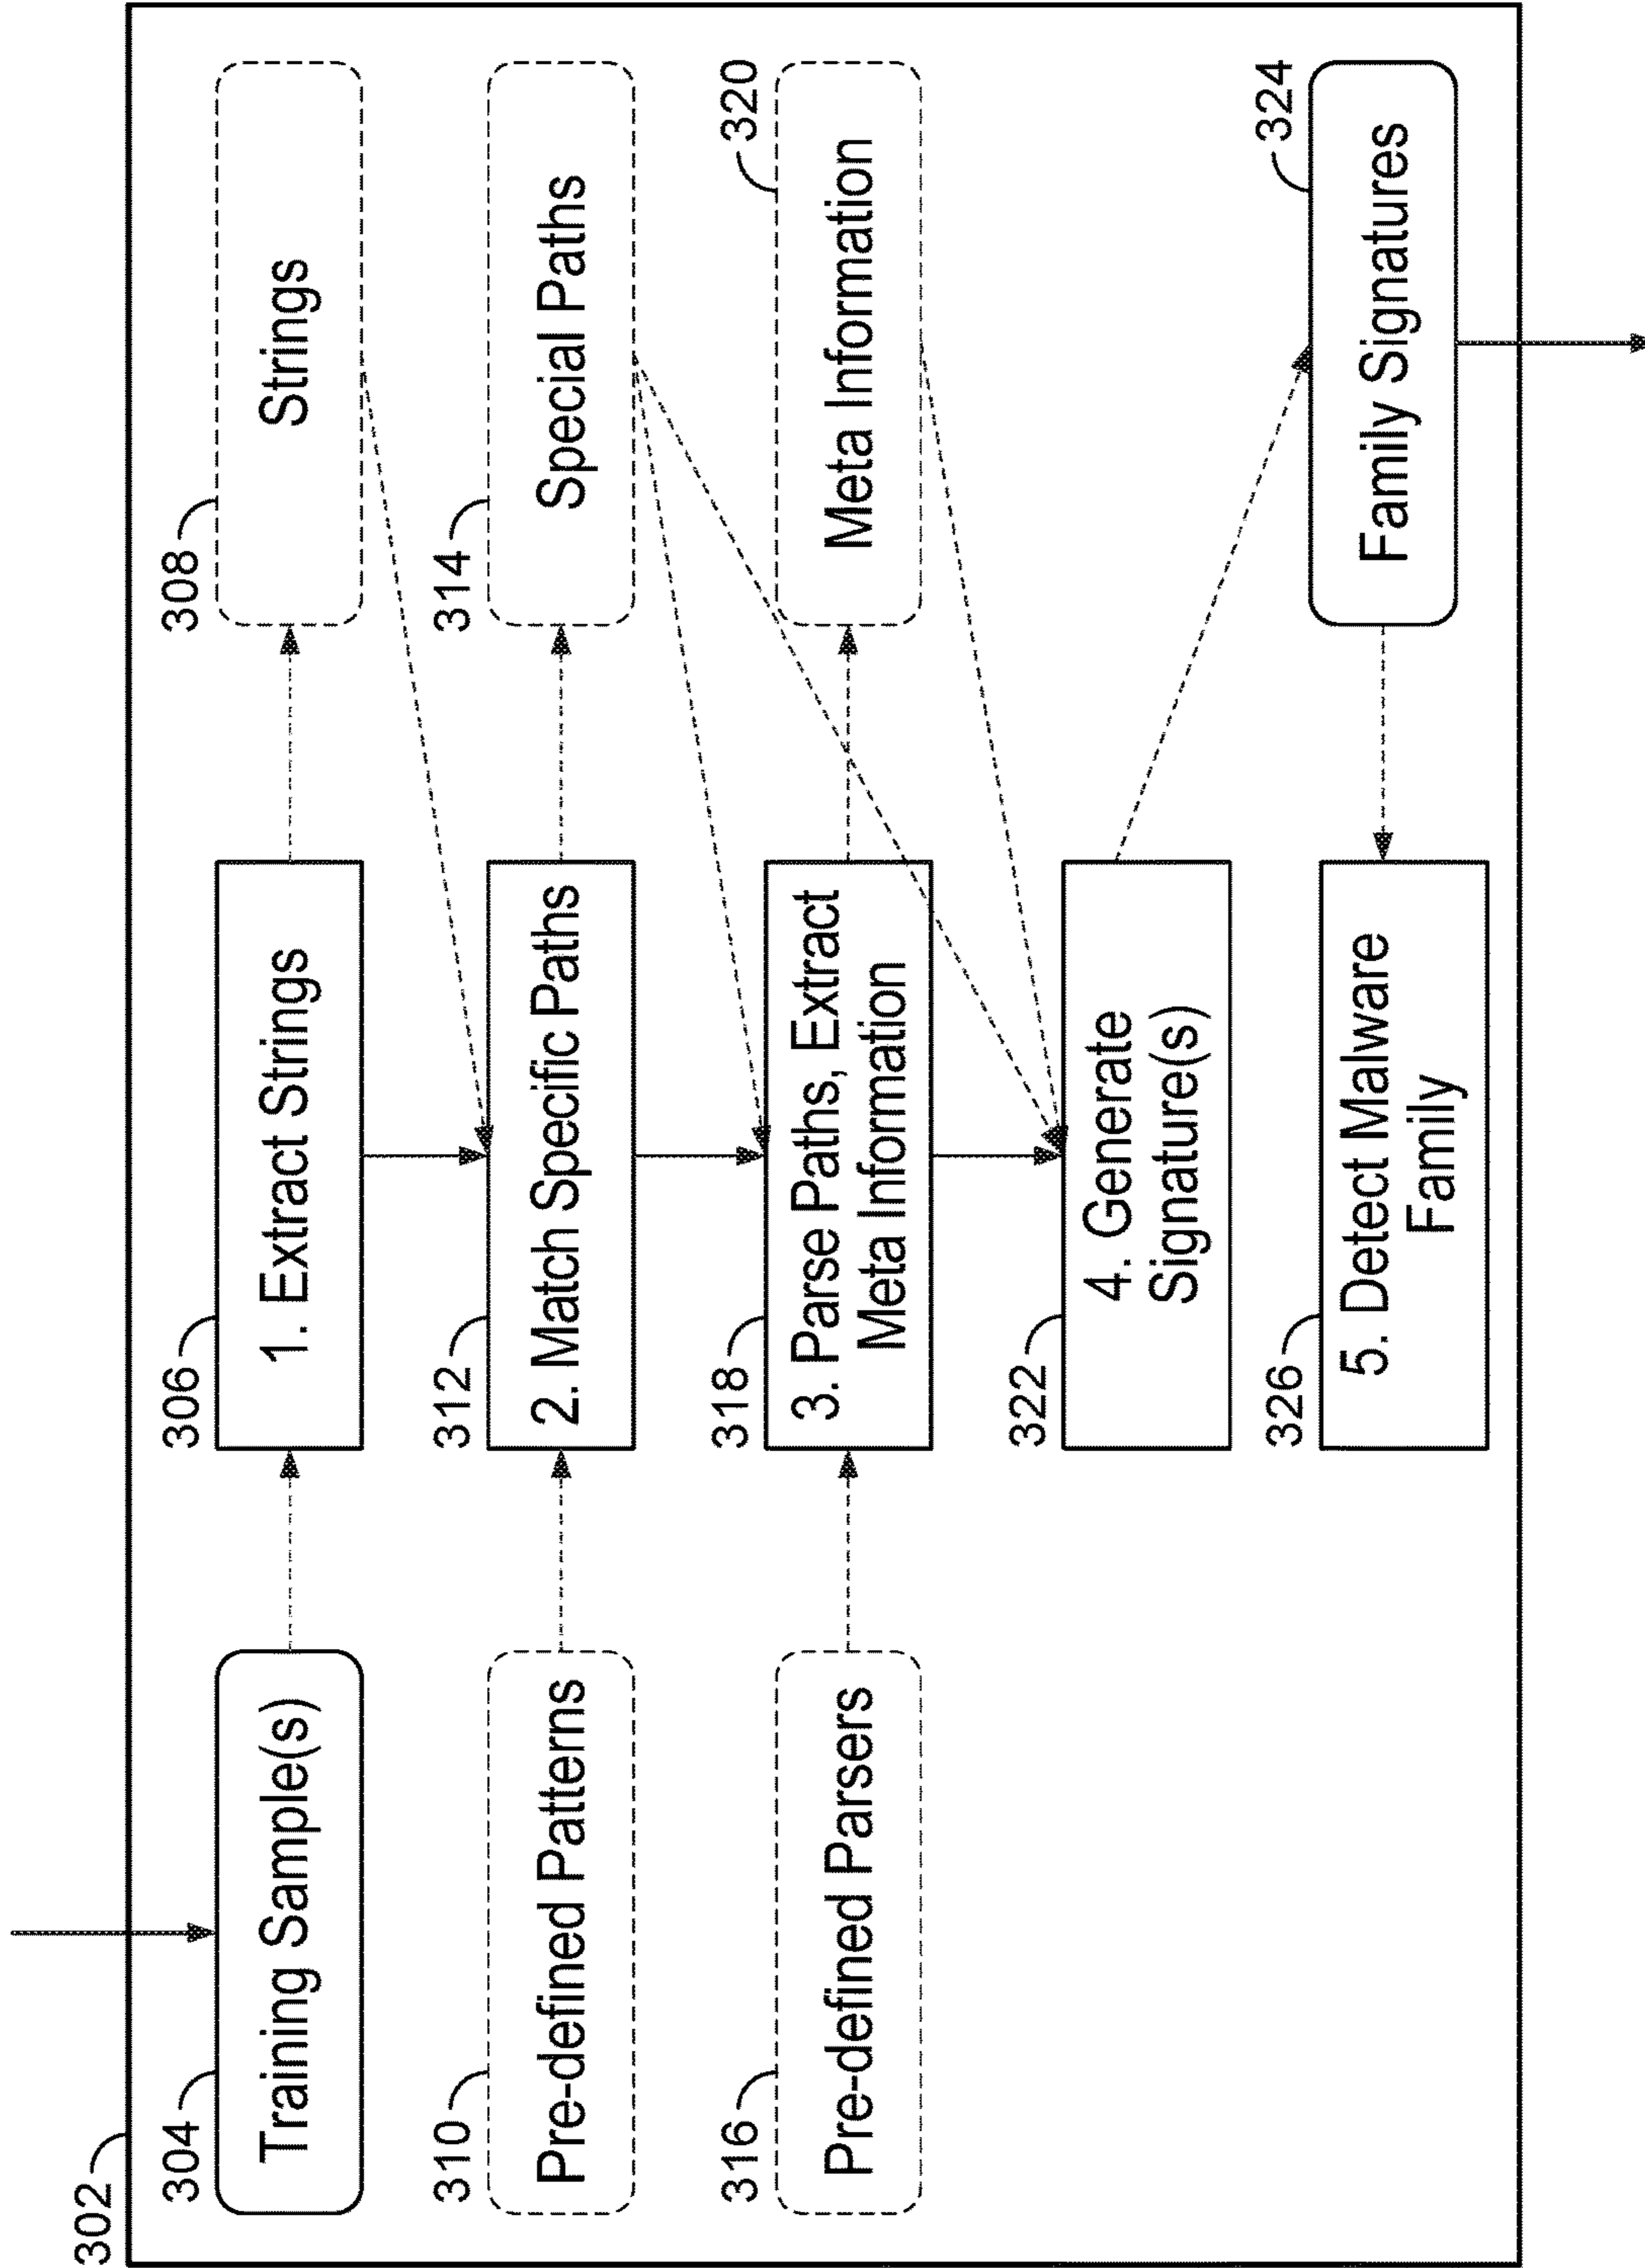 302
304
Training Sample(s)
306
1. Extract Strings
308
Strings
310
Pre-defined Patterns
312
2. Match Specific Paths
314
Special Paths
316
Pre-defined Parsers
318
3. Parse Paths, Extract
Meta Information
320
Meta Information
322
4. Generate
Signature(s)
324
Family Signatures
326
5. Detect Malware
Family